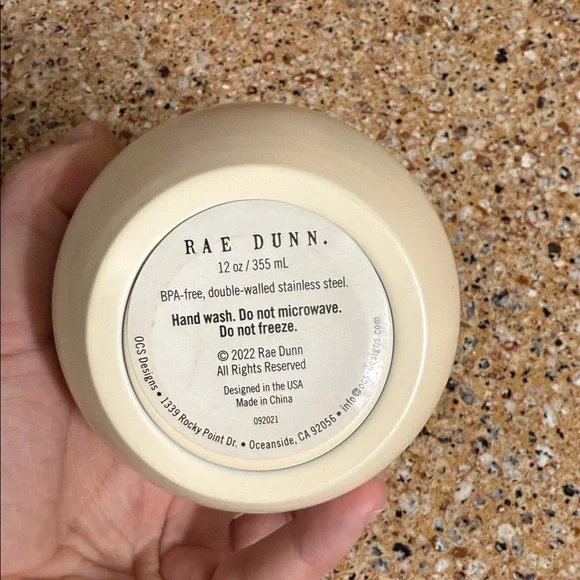 RAE DUNN.
12 oz / 355 mL
BPA-free, double-walled stainless steel.
Hand wash. Do not microwave.
Do not freeze.
© 2022 Rae Dunn
All Rights Reserved
Designed in the USA
Made in China
092021
OCS Designs • 1339 Rocky Point Dr. • Oceanside, CA 92056 • info@ocsdesigns.com